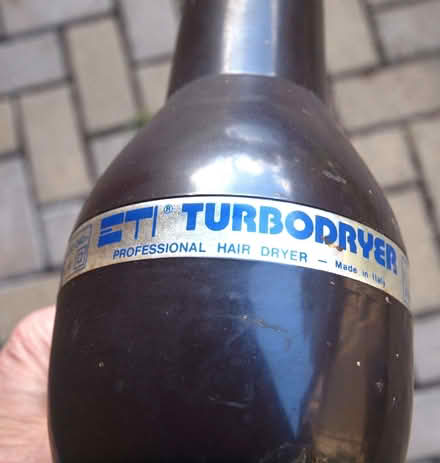 ETI® TURBODRYER
PROFESSIONAL HAIR DRYER — Made in Italy